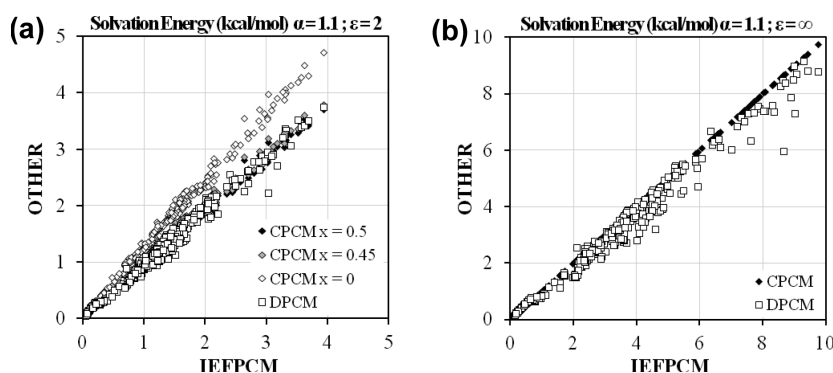 (a)
Solvation Energy (kcal/mol) α=1.1 ; ε=2
5
4
3
2
1
0
OTHER
CPCM x = 0.5
CPCM x = 0.45
CPCM x = 0
DPCM
0 1 2 3 4 5
IEFPCM
(b)
Solvation Energy (kcal/mol) α=1.1 ; ε=∞
10
8
6
4
2
0
OTHER
CPCM
DPCM
0 2 4 6 8 10
IEFPCM